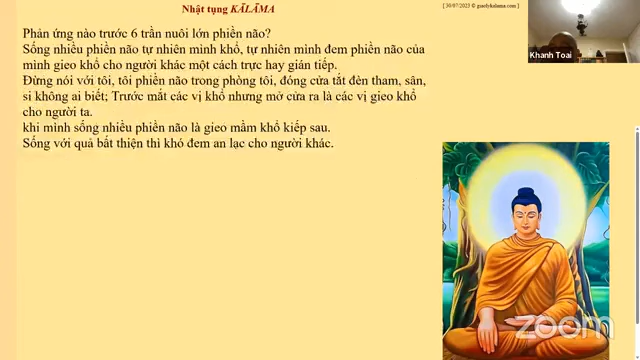 Nhật tụng KĀLĀMA
[ 30/07/2023 © giaolykalama.com ]
Phản ứng nào trước 6 trần nuôi lớn phiền não?
Sống nhiều phiền não tự nhiên mình khổ, tự nhiên mình đem phiền não của
mình gieo khổ cho người khác một cách trực hay gián tiếp.
Đừng nói với tôi, tôi phiền não trong phòng tôi, đóng cửa tắt đèn tham, sân,
si không ai biết; Trước mắt các vị khổ nhưng mở cửa ra là các vị gieo khổ
cho người ta.
khi mình sống nhiều phiền não là gieo mầm khổ kiếp sau.
Sống với quả bất thiện thì khó đem an lạc cho người khác.
Khanh Toai
zoom